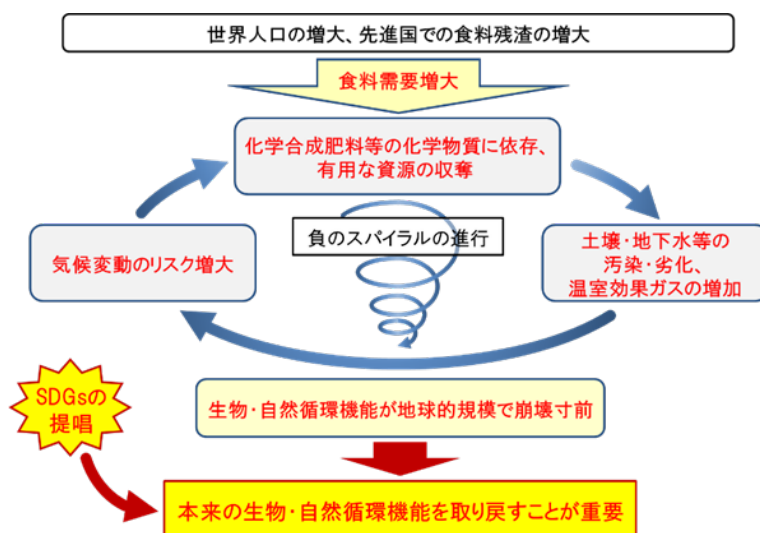 世界人口の増大、先進国での食料残渣の増大
食料需要増大
化学合成肥料等の化学物質に依存、
有用な資源の収奪
負のスパイラルの進行
気候変動のリスク増大
土壌・地下水等の
汚染・劣化、
温室効果ガスの増加
SDGsの
提唱
生物・自然循環機能が地球的規模で崩壊寸前
本来の生物・自然循環機能を取り戻すことが重要